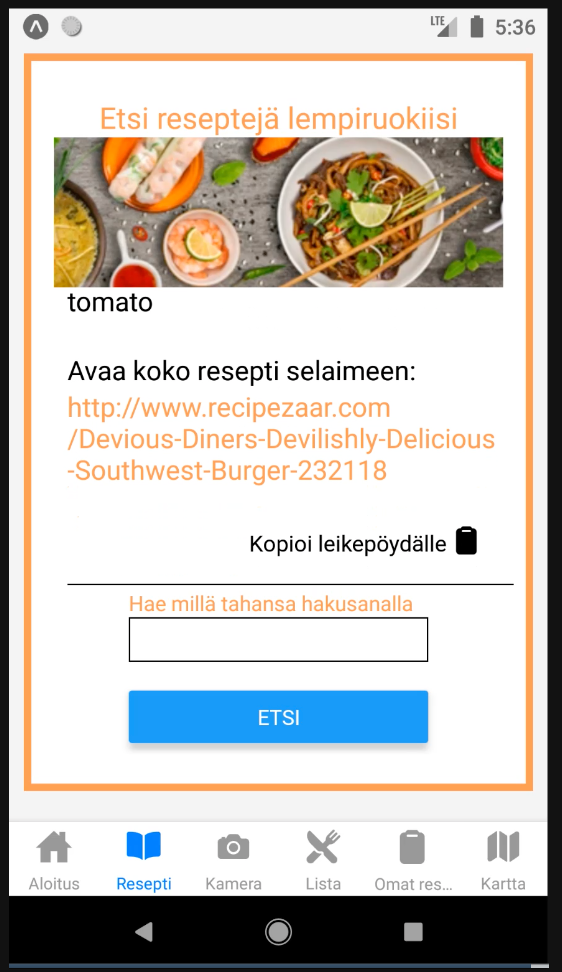 LTE 5:36
Etsi reseptejä lempiruokiisi
tomato
Avaa koko resepti selaimeen:
http://www.recipezaar.com
/Devious-Diners-Devilishly-Delicious
-Southwest-Burger-232118
Kopioi leikepöydälle
Hae millä tahansa hakusanalla
ETSI
Aloitus Resepti Kamera Lista Omat res... Kartta